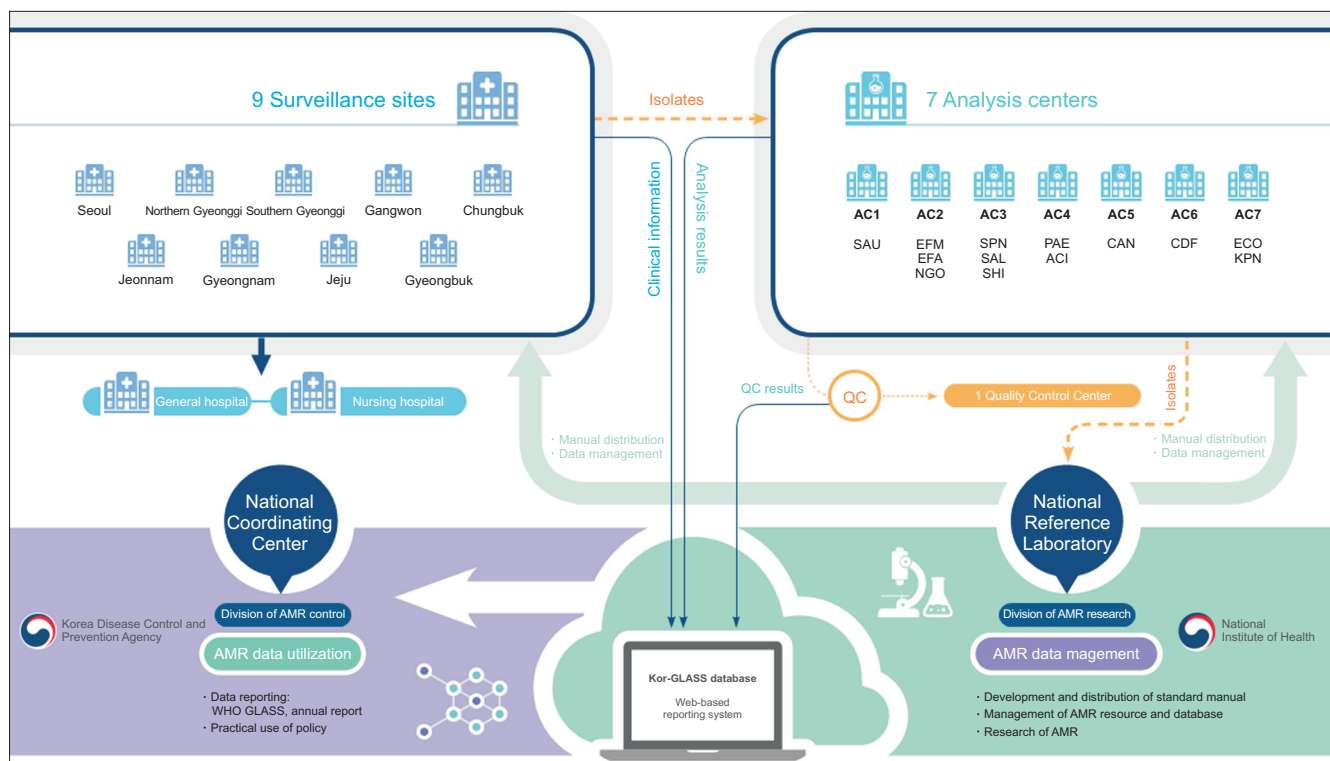 9 Surveillance sites
Seoul
Northern Gyeonggi
Southern Gyeonggi
Gangwon
Chungbuk
Jeonnam
Gyeongnam
Jeju
Gyeongbuk
General hospital
Nursing hospital
Isolates
Clinical information
Analysis results
7 Analysis centers
AC1
SAU
AC2
EFM
EFA
NGO
AC3
SPN
SAL
SHI
AC4
PAE
ACI
AC5
CAN
AC6
CDF
AC7
ECO
KPN
QC results
QC
1 Quality Control Center
Isolates
· Manual distribution
· Data management
· Manual distribution
· Data management
National
Coordinating
Center
Division of AMR control
Korea Disease Control and
Prevention Agency
AMR data utilization
· Data reporting:
WHO GLASS, annual report
· Practical use of policy
Kor-GLASS database
Web-based
reporting system
National
Reference
Laboratory
Division of AMR research
National
Institute of Health
AMR data magement
· Development and distribution of standard manual
· Management of AMR resource and database
· Research of AMR